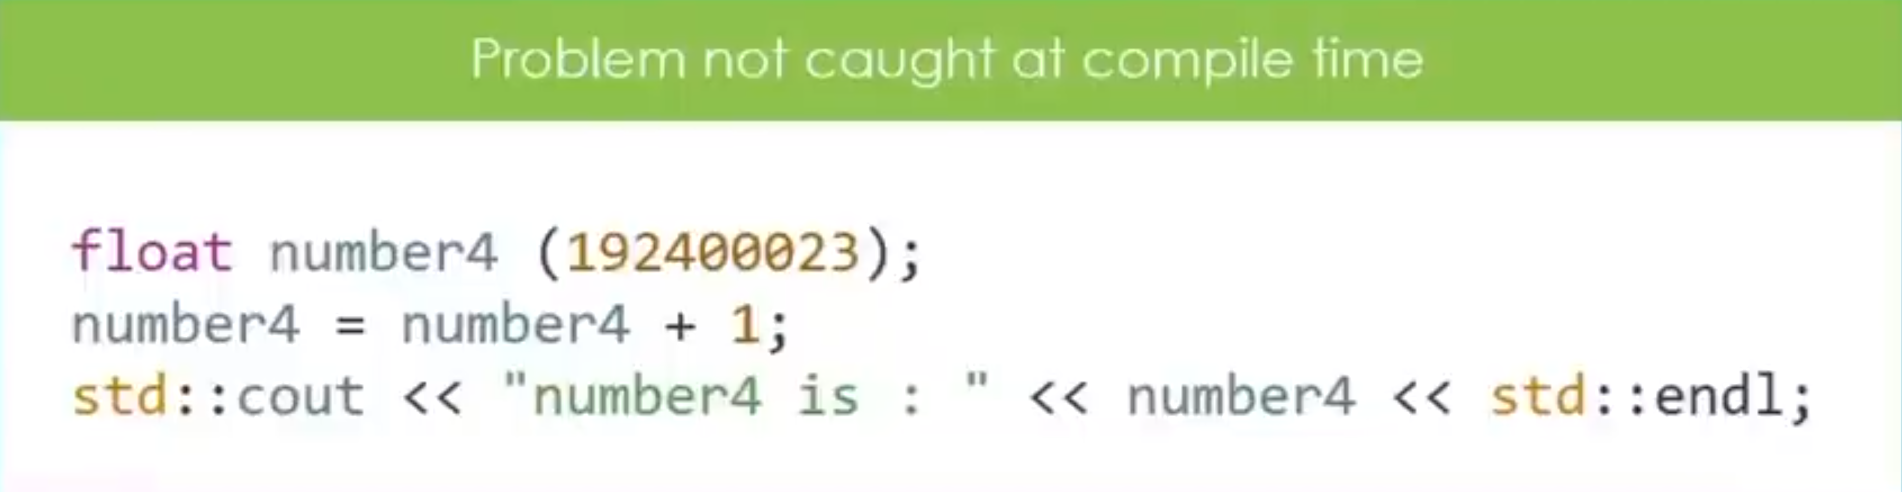 Problem not caught at compile time
float number4 (192400023);
number4 = number4 + 1;
std::cout << "number4 is : " << number4 << std::endl;